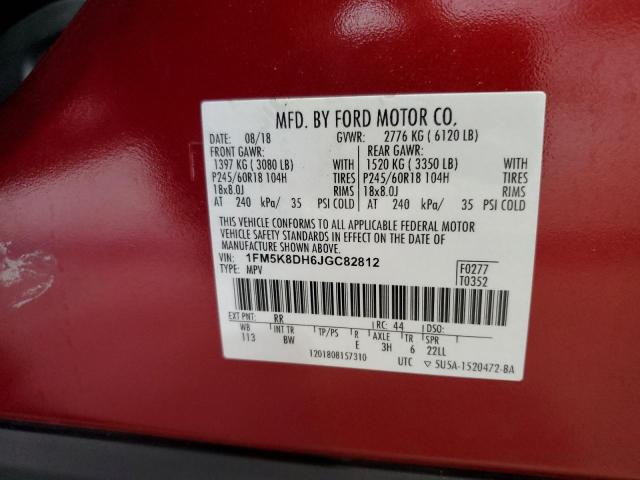 MFD. BY FORD MOTOR CO.
DATE: 08/18 GVWR: 2776 KG ( 6120 LB)
FRONT GAWR: REAR GAWR:
1397 KG ( 3080 LB) WITH 1520 KG ( 3350 LB) WITH
P245/60R18 104H TIRES P245/60R18 104H TIRES
18x8.0J RIMS 18x8.0J RIMS
AT 240 kPa/ 35 PSI COLD AT 240 kPa/ 35 PSI COLD
THIS VEHICLE CONFORMS TO ALL APPLICABLE FEDERAL MOTOR
VEHICLE SAFETY STANDARDS IN EFFECT ON THE DATE OF
MANUFACTURE SHOWN ABOVE.
VIN: 1FM5K8DH6JGC82812 F0277
TYPE: MPV T0352
EXT PNT: RR RC: 44 DSO:
WB INT TR TP/PS R AXLE TR SPR
113 BW E 3H 6 22LL
1201808157310 UTC ▽ 5U5A-1520472-BA